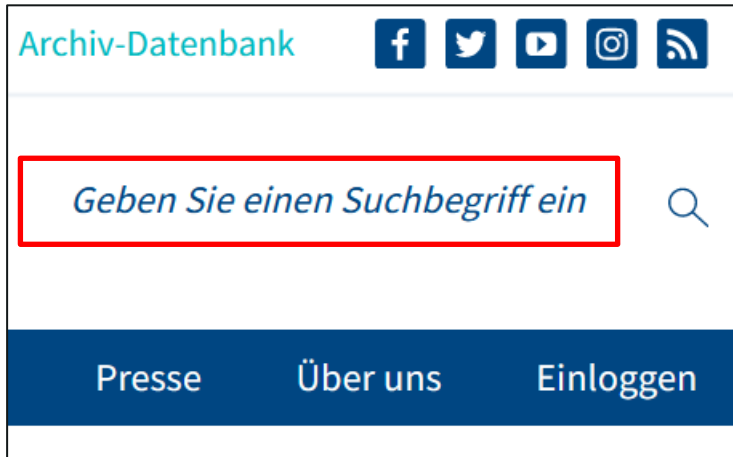 Archiv-Datenbank
Geben Sie einen Suchbegriff ein
Presse Über uns Einloggen